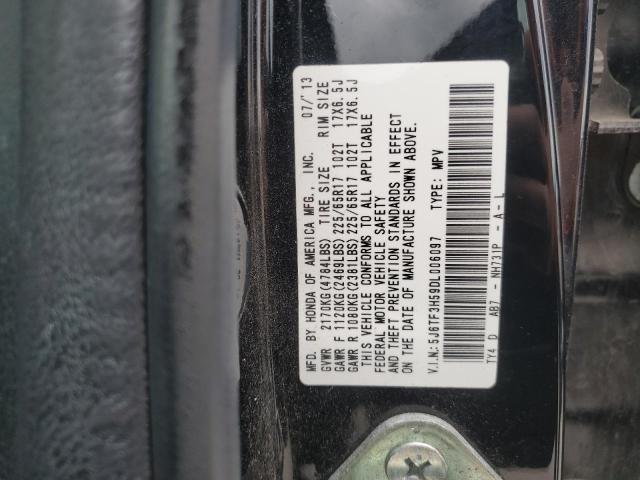 MFD. BY HONDA OF AMERICA MFG., INC. 07/'13
GVWR 2170KG(4784LBS) TIRE SIZE RIM SIZE
GAWR F 1120KG(2469LBS) 225/65R17 102T 17X6.5J
GAWR R 1080KG(2381LBS) 225/65R17 102T 17X6.5J
THIS VEHICLE CONFORMS TO ALL APPLICABLE
FEDERAL MOTOR VEHICLE SAFETY
AND THEFT PREVENTION STANDARDS IN EFFECT
ON THE DATE OF MANUFACTURE SHOWN ABOVE.
V.I.N.:5J6TF3H59DL006097 TYPE: MPV
TY4 D AB7 - NH731P - A - L